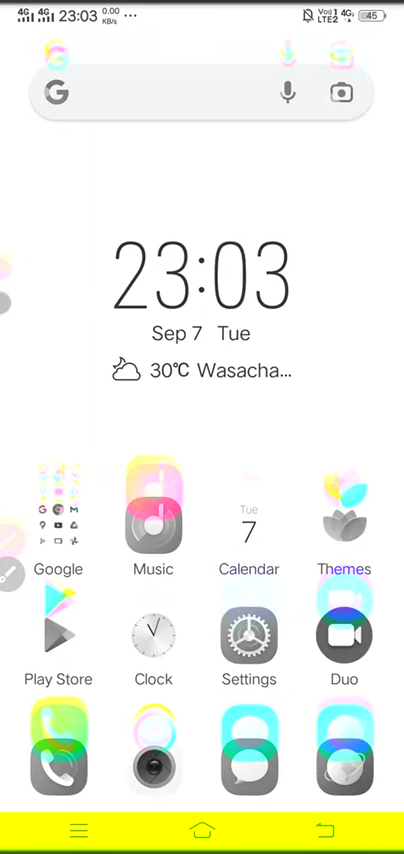 4G 4G 23:03 0.00 KB/s ... Vo)) 1 LTE2 4G 45
23:03
Sep 7 Tue
30℃ Wasacha...
Tue
7
Google Music Calendar Themes
Play Store Clock Settings Duo